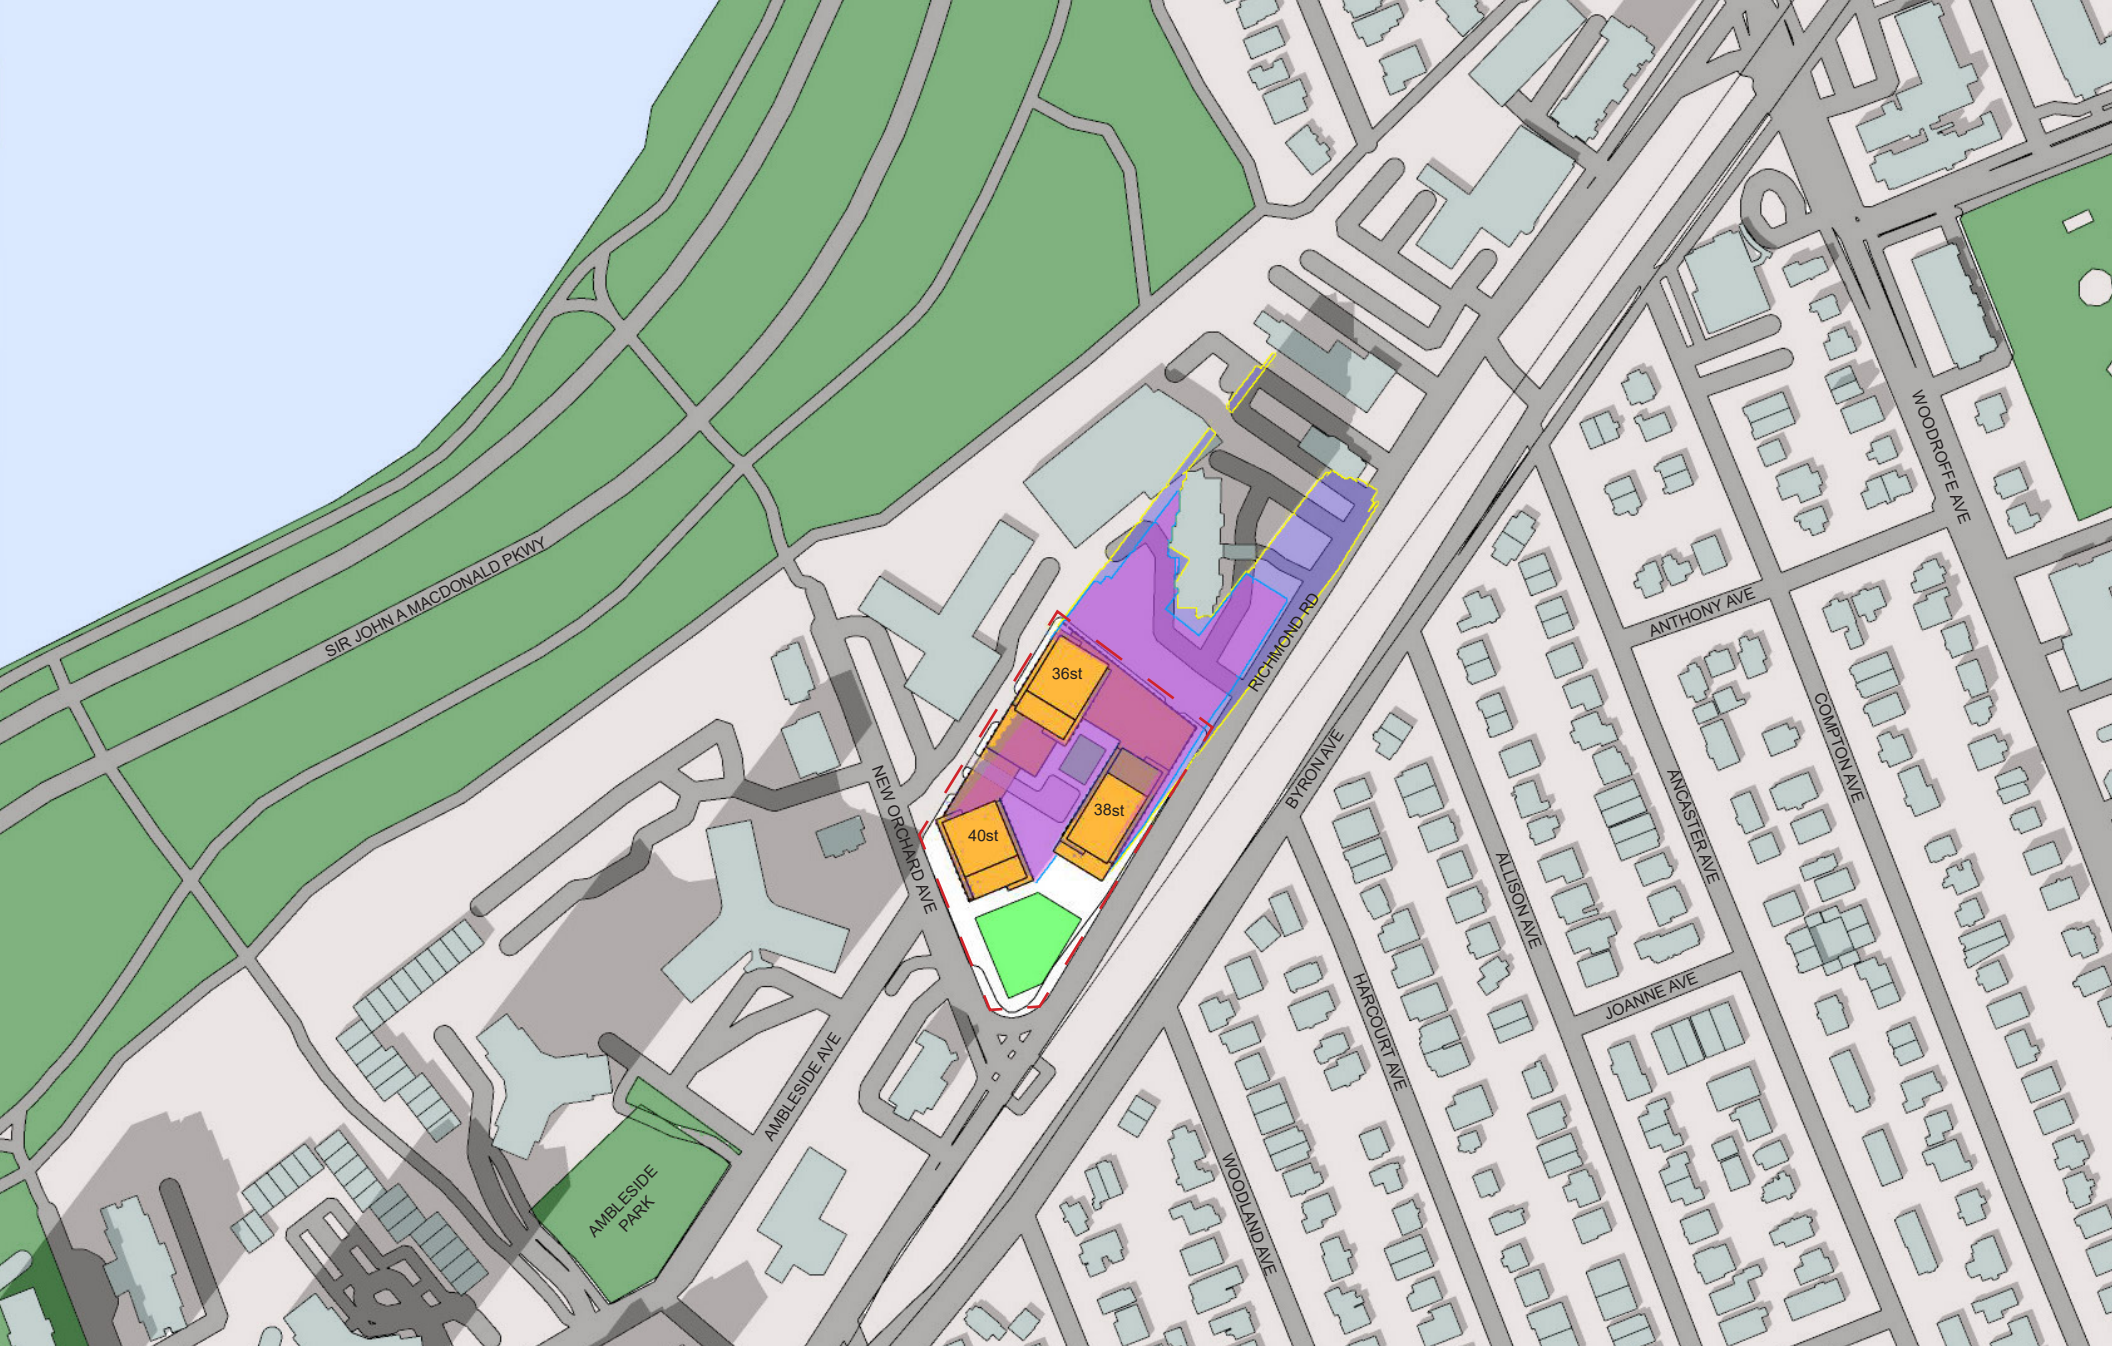 SIR JOHN A MACDONALD PKWY
WOODROFFE AVE
ANTHONY AVE
RICHMOND RD
36st
38st
40st
NEW ORCHARD AVE
BYRON AVE
COMPTON AVE
ANCASTER AVE
ALLISON AVE
JOANNE AVE
HARCOURT AVE
AMBLESIDE AVE
AMBLESIDE
PARK
WOODLAND AVE